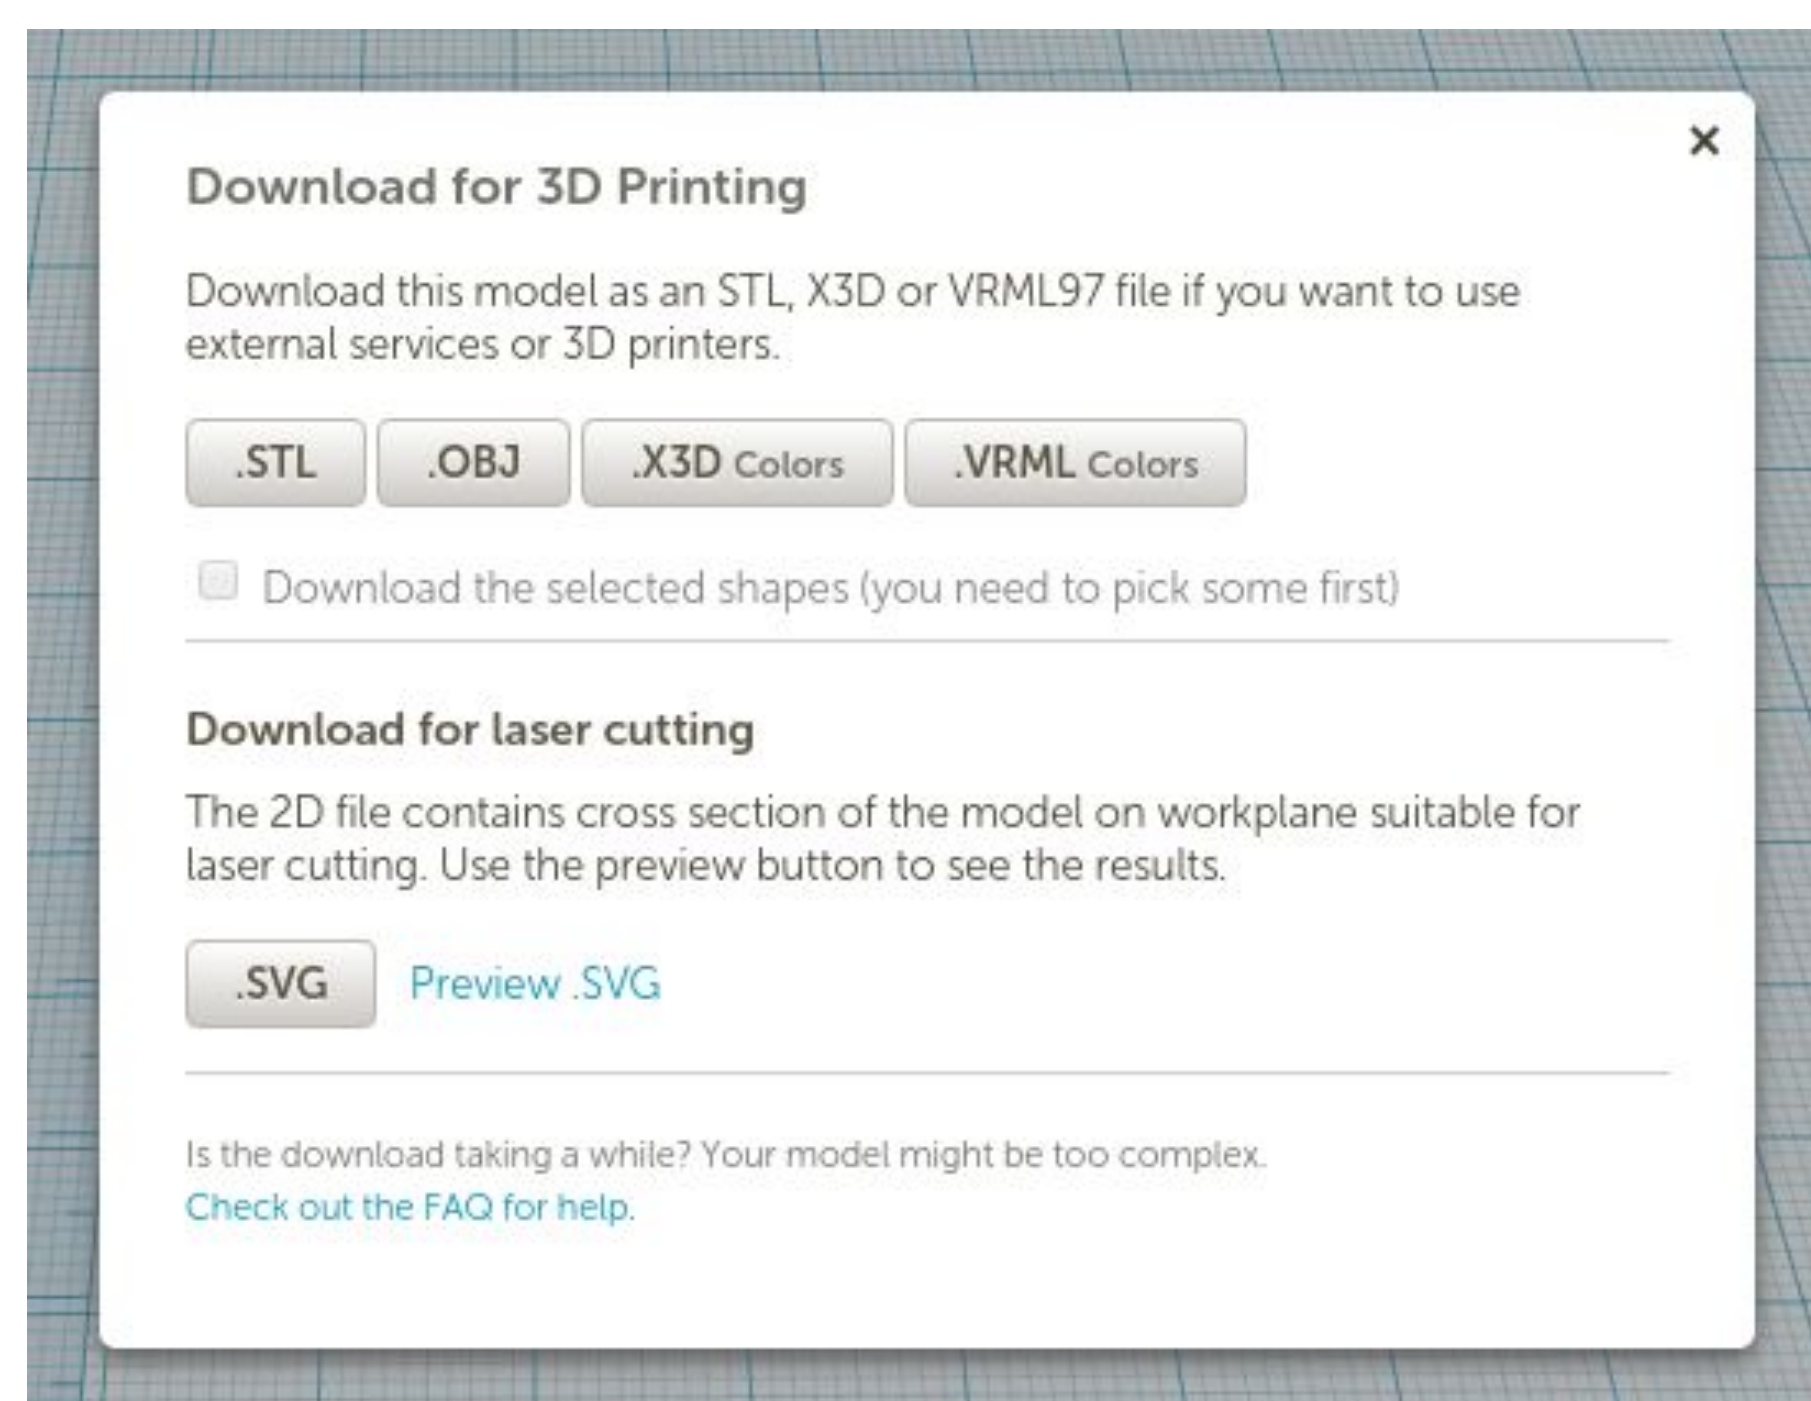 Download for 3D Printing
Download this model as an STL, X3D or VRML97 file if you want to use
external services or 3D printers.
.STL .OBJ .X3D Colors .VRML Colors
Download the selected shapes (you need to pick some first)
Download for laser cutting
The 2D file contains cross section of the model on workplane suitable for
laser cutting. Use the preview button to see the results.
.SVG Preview .SVG
Is the download taking a while? Your model might be too complex.
Check out the FAQ for help.